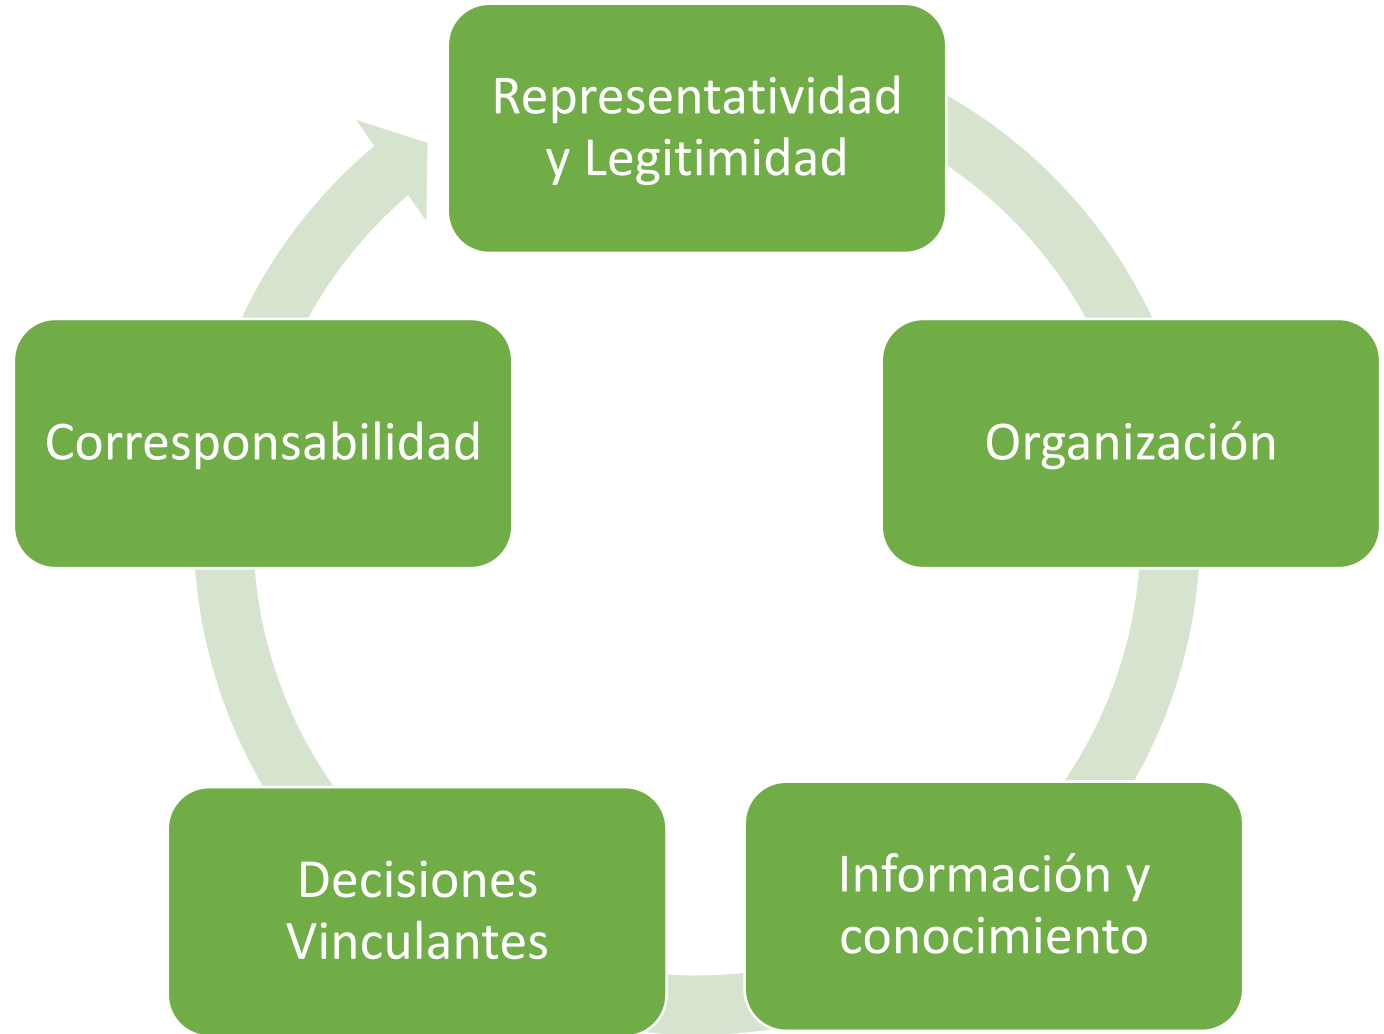 Representatividad
y Legitimidad
Organización
Información y
conocimiento
Decisiones
Vinculantes
Corresponsabilidad